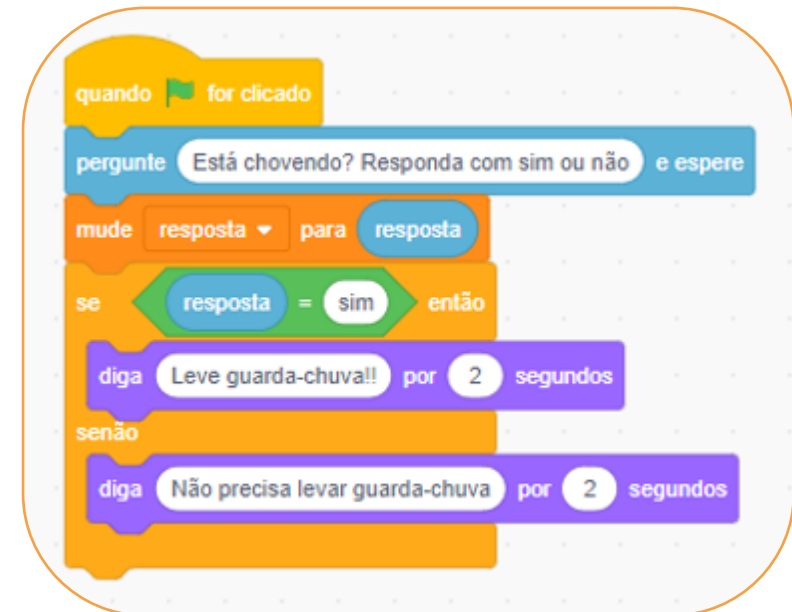 quando for clicado
pergunte Está chovendo? Responda com sim ou não e espere
mude resposta para resposta
se resposta = sim então
diga Leve guarda-chuva!! por 2 segundos
senão
diga Não precisa levar guarda-chuva por 2 segundos